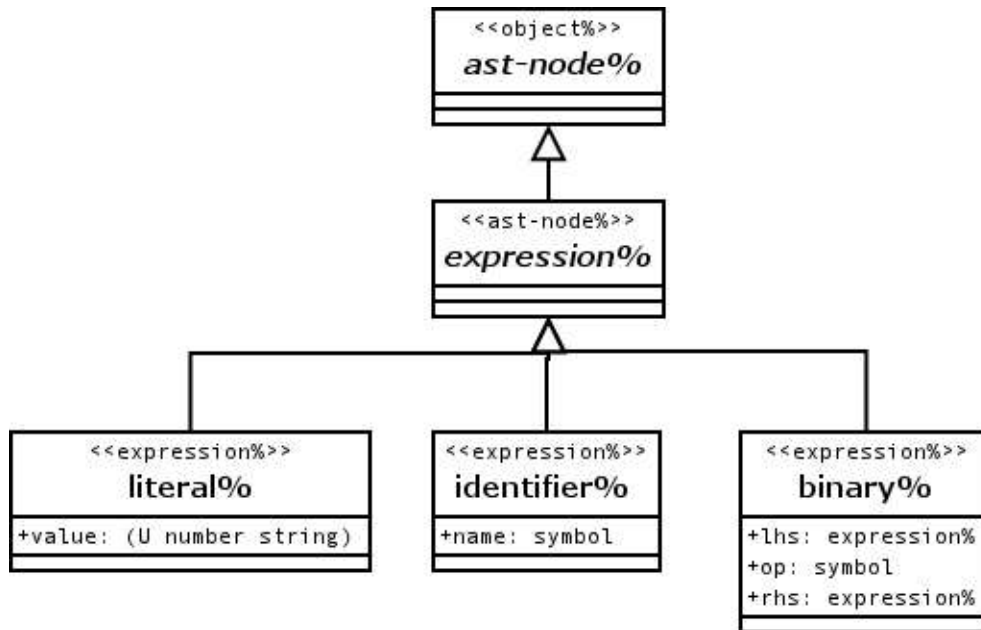 <<object%>>
ast-node%
<<ast-node%>>
expression%
<<expression%>>
literal%
+value: (U number string)
<<expression%>>
identifier%
+name: symbol
<<expression%>>
binary%
+lhs: expression%
+op: symbol
+rhs: expression%